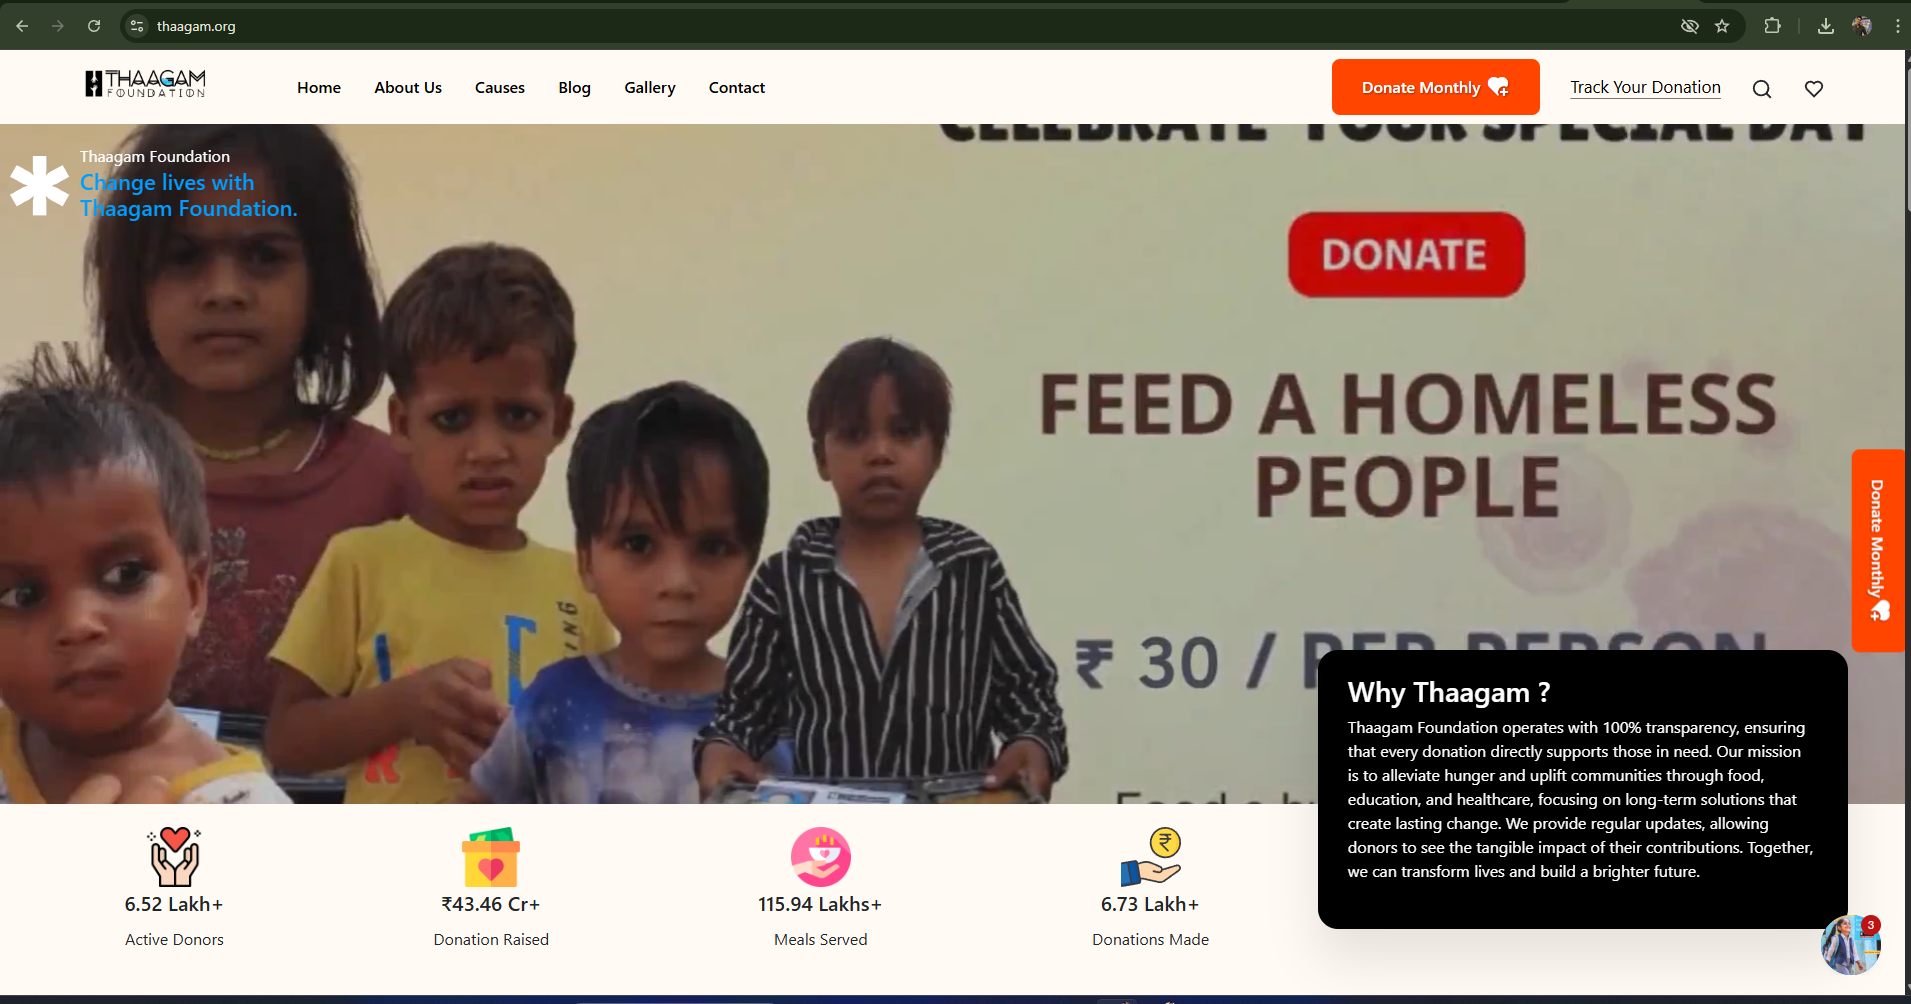 thaagam.org
THAAGAM
FOUNDATION
Home
About Us
Causes
Blog
Gallery
Contact
Donate Monthly
Track Your Donation
CELEBRATE YOUR SPECIAL DAY
Thaagam Foundation
Change lives with
Thaagam Foundation.
DONATE
FEED A HOMELESS
PEOPLE
₹ 30 / PER PERSON
Donate Monthly
Why Thaagam ?
Thaagam Foundation operates with 100% transparency, ensuring
that every donation directly supports those in need. Our mission
is to alleviate hunger and uplift communities through food,
education, and healthcare, focusing on long-term solutions that
create lasting change. We provide regular updates, allowing
donors to see the tangible impact of their contributions. Together,
we can transform lives and build a brighter future.
6.52 Lakh+
Active Donors
₹43.46 Cr+
Donation Raised
115.94 Lakhs+
Meals Served
6.73 Lakh+
Donations Made
3